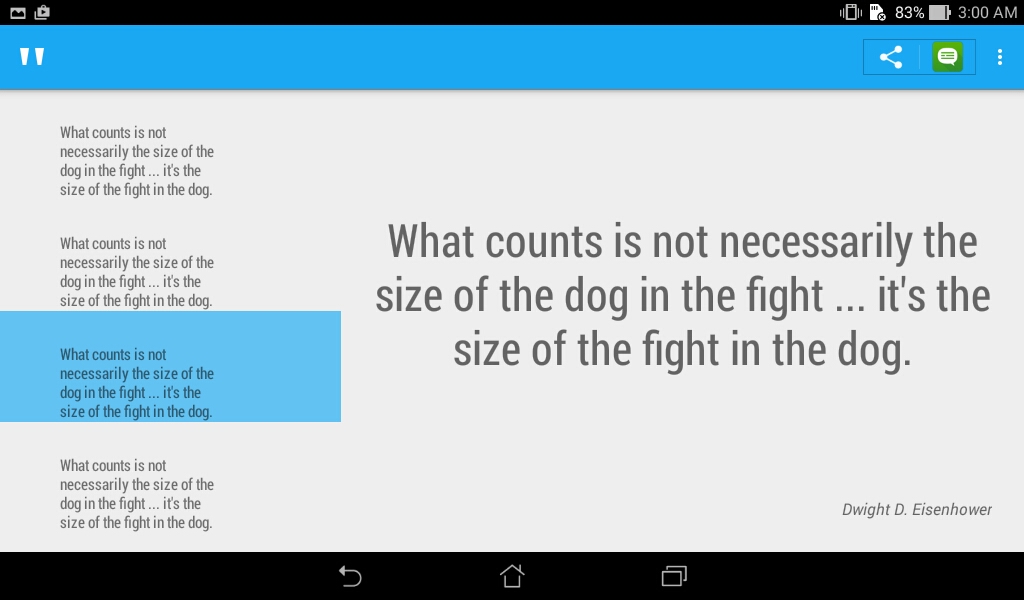 83% 3:00 AM
"
What counts is not
necessarily the size of the
dog in the fight ... it's the
size of the fight in the dog.
What counts is not
necessarily the size of the
dog in the fight ... it's the
size of the fight in the dog.
What counts is not
necessarily the size of the
dog in the fight ... it's the
size of the fight in the dog.
What counts is not
necessarily the size of the
dog in the fight ... it's the
size of the fight in the dog.
What counts is not necessarily the
size of the dog in the fight ... it's the
size of the fight in the dog.
Dwight D. Eisenhower